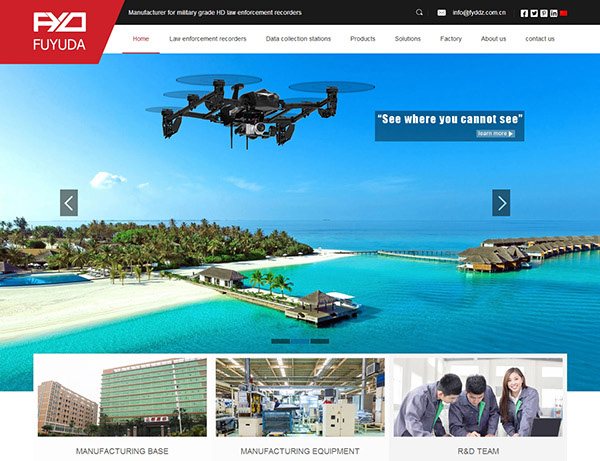 FYD
FUYUDA
Manufacturer for military grade HD law enforcement recorders
info@fyddz.com.cn
Home Law enforcement recorders Data collection stations Products Solutions Factory About us contact us
“See where you cannot see”
learn more
MANUFACTURING BASE
MANUFACTURING EQUIPMENT
R&D TEAM